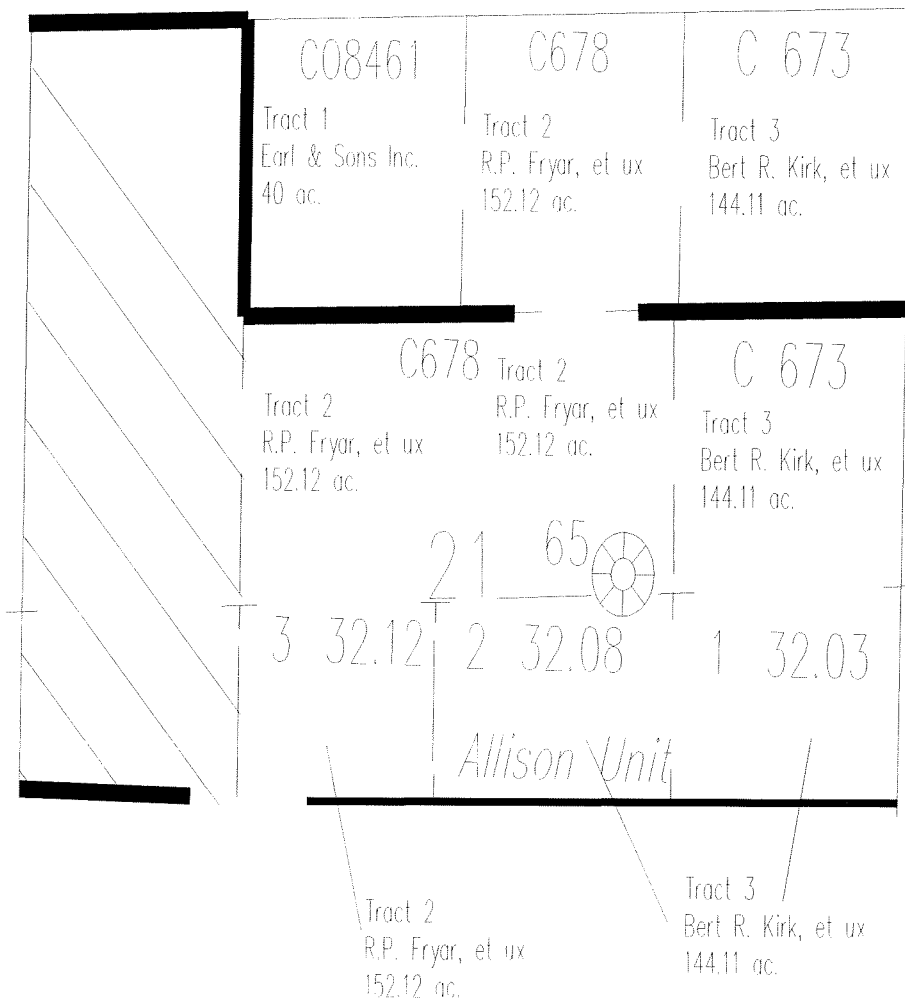 C08461
Tract 1
Earl & Sons Inc.
40 ac.
C678
Tract 2
R.P. Fryar, et ux
152.12 ac.
C 673
Tract 3
Bert R. Kirk, et ux
144.11 ac.
C678
Tract 2
R.P. Fryar, et ux
152.12 ac.
Tract 2
R.P. Fryar, et ux
152.12 ac.
C 673
Tract 3
Bert R. Kirk, et ux
144.11 ac.
21
65
3 32.12
2 32.08
1 32.03
Allison Unit
Tract 2
R.P. Fryar, et ux
152.12 ac.
Tract 3
Bert R. Kirk, et ux
144.11 ac.